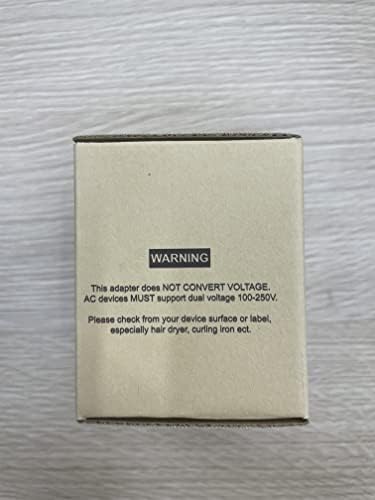 WARNING
This adapter does NOT CONVERT VOLTAGE.
AC devices MUST support dual voltage 100-250V.
Please check from your device surface or label,
especially hair dryer, curling iron ect.